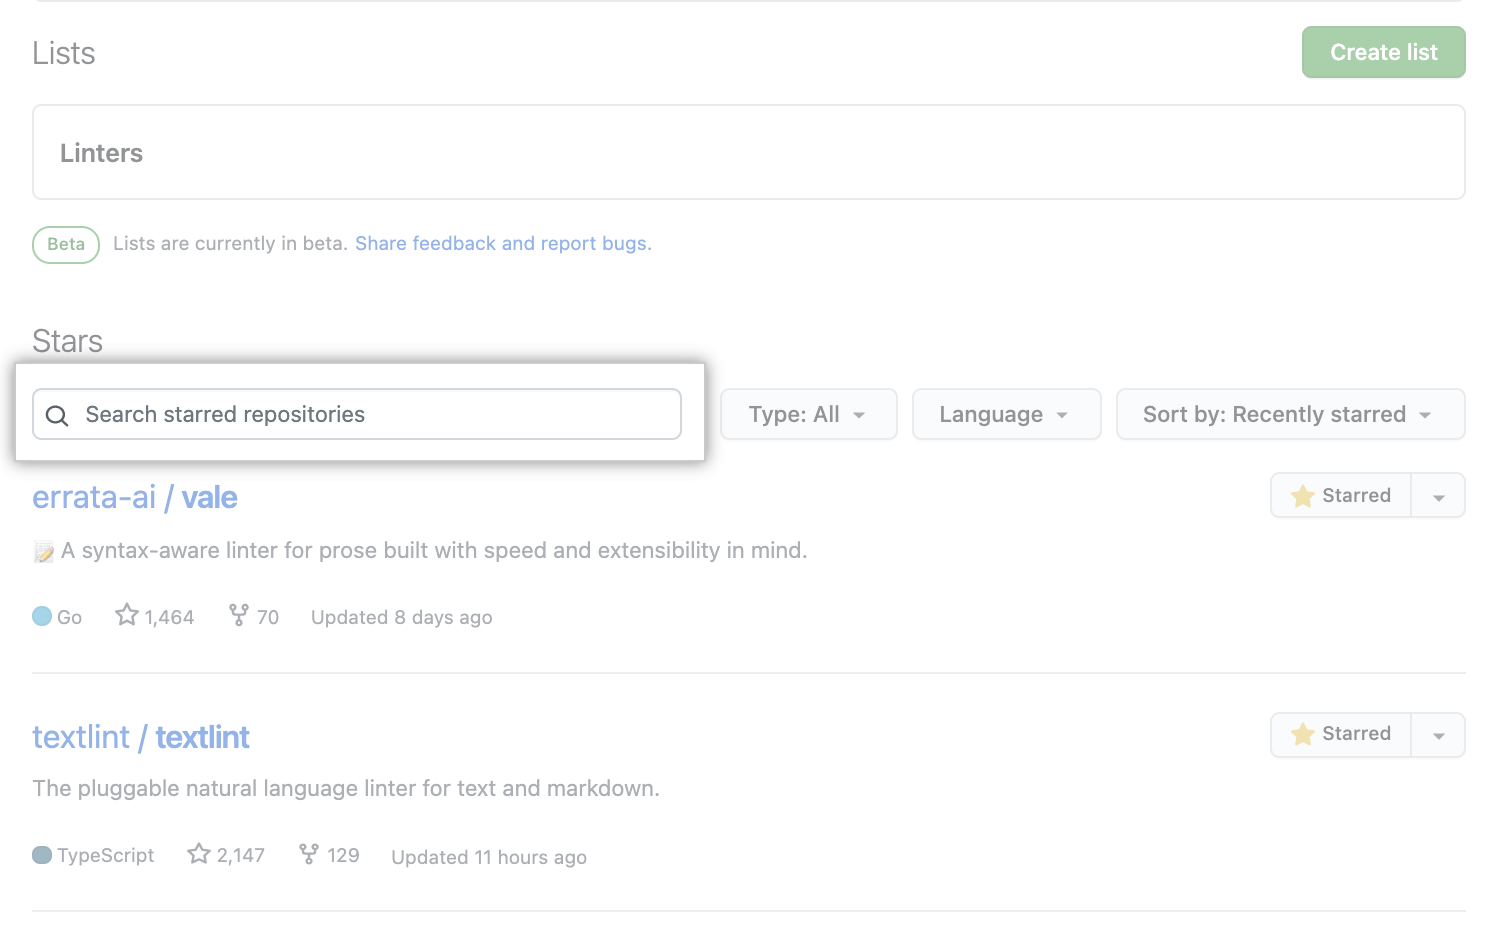 Lists
Create list
Linters
Beta Lists are currently in beta. Share feedback and report bugs.
Stars
Search starred repositories Type: All Language Sort by: Recently starred
errata-ai / vale Starred
A syntax-aware linter for prose built with speed and extensibility in mind.
Go 1,464 70 Updated 8 days ago
textlint / textlint Starred
The pluggable natural language linter for text and markdown.
TypeScript 2,147 129 Updated 11 hours ago